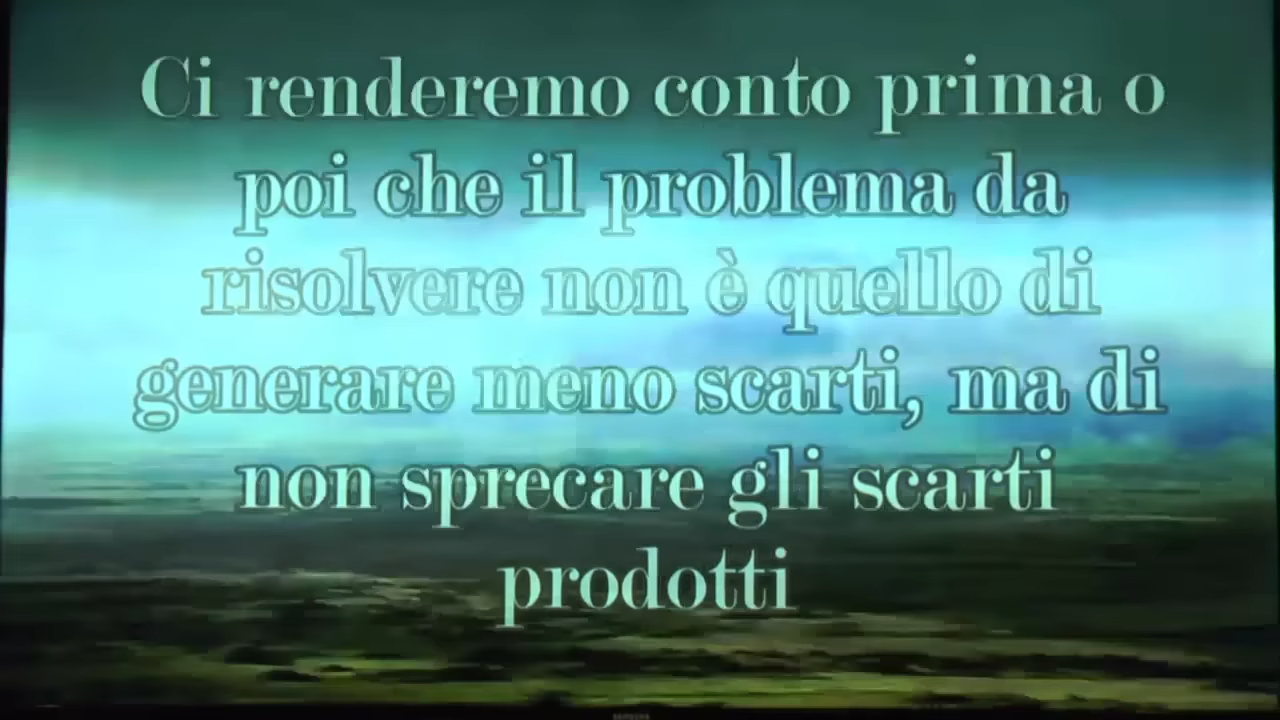 Ci renderemo conto prima o
poi che il problema da
risolvere non è quello di
generare meno scarti, ma di
non sprecare gli scarti
prodotti